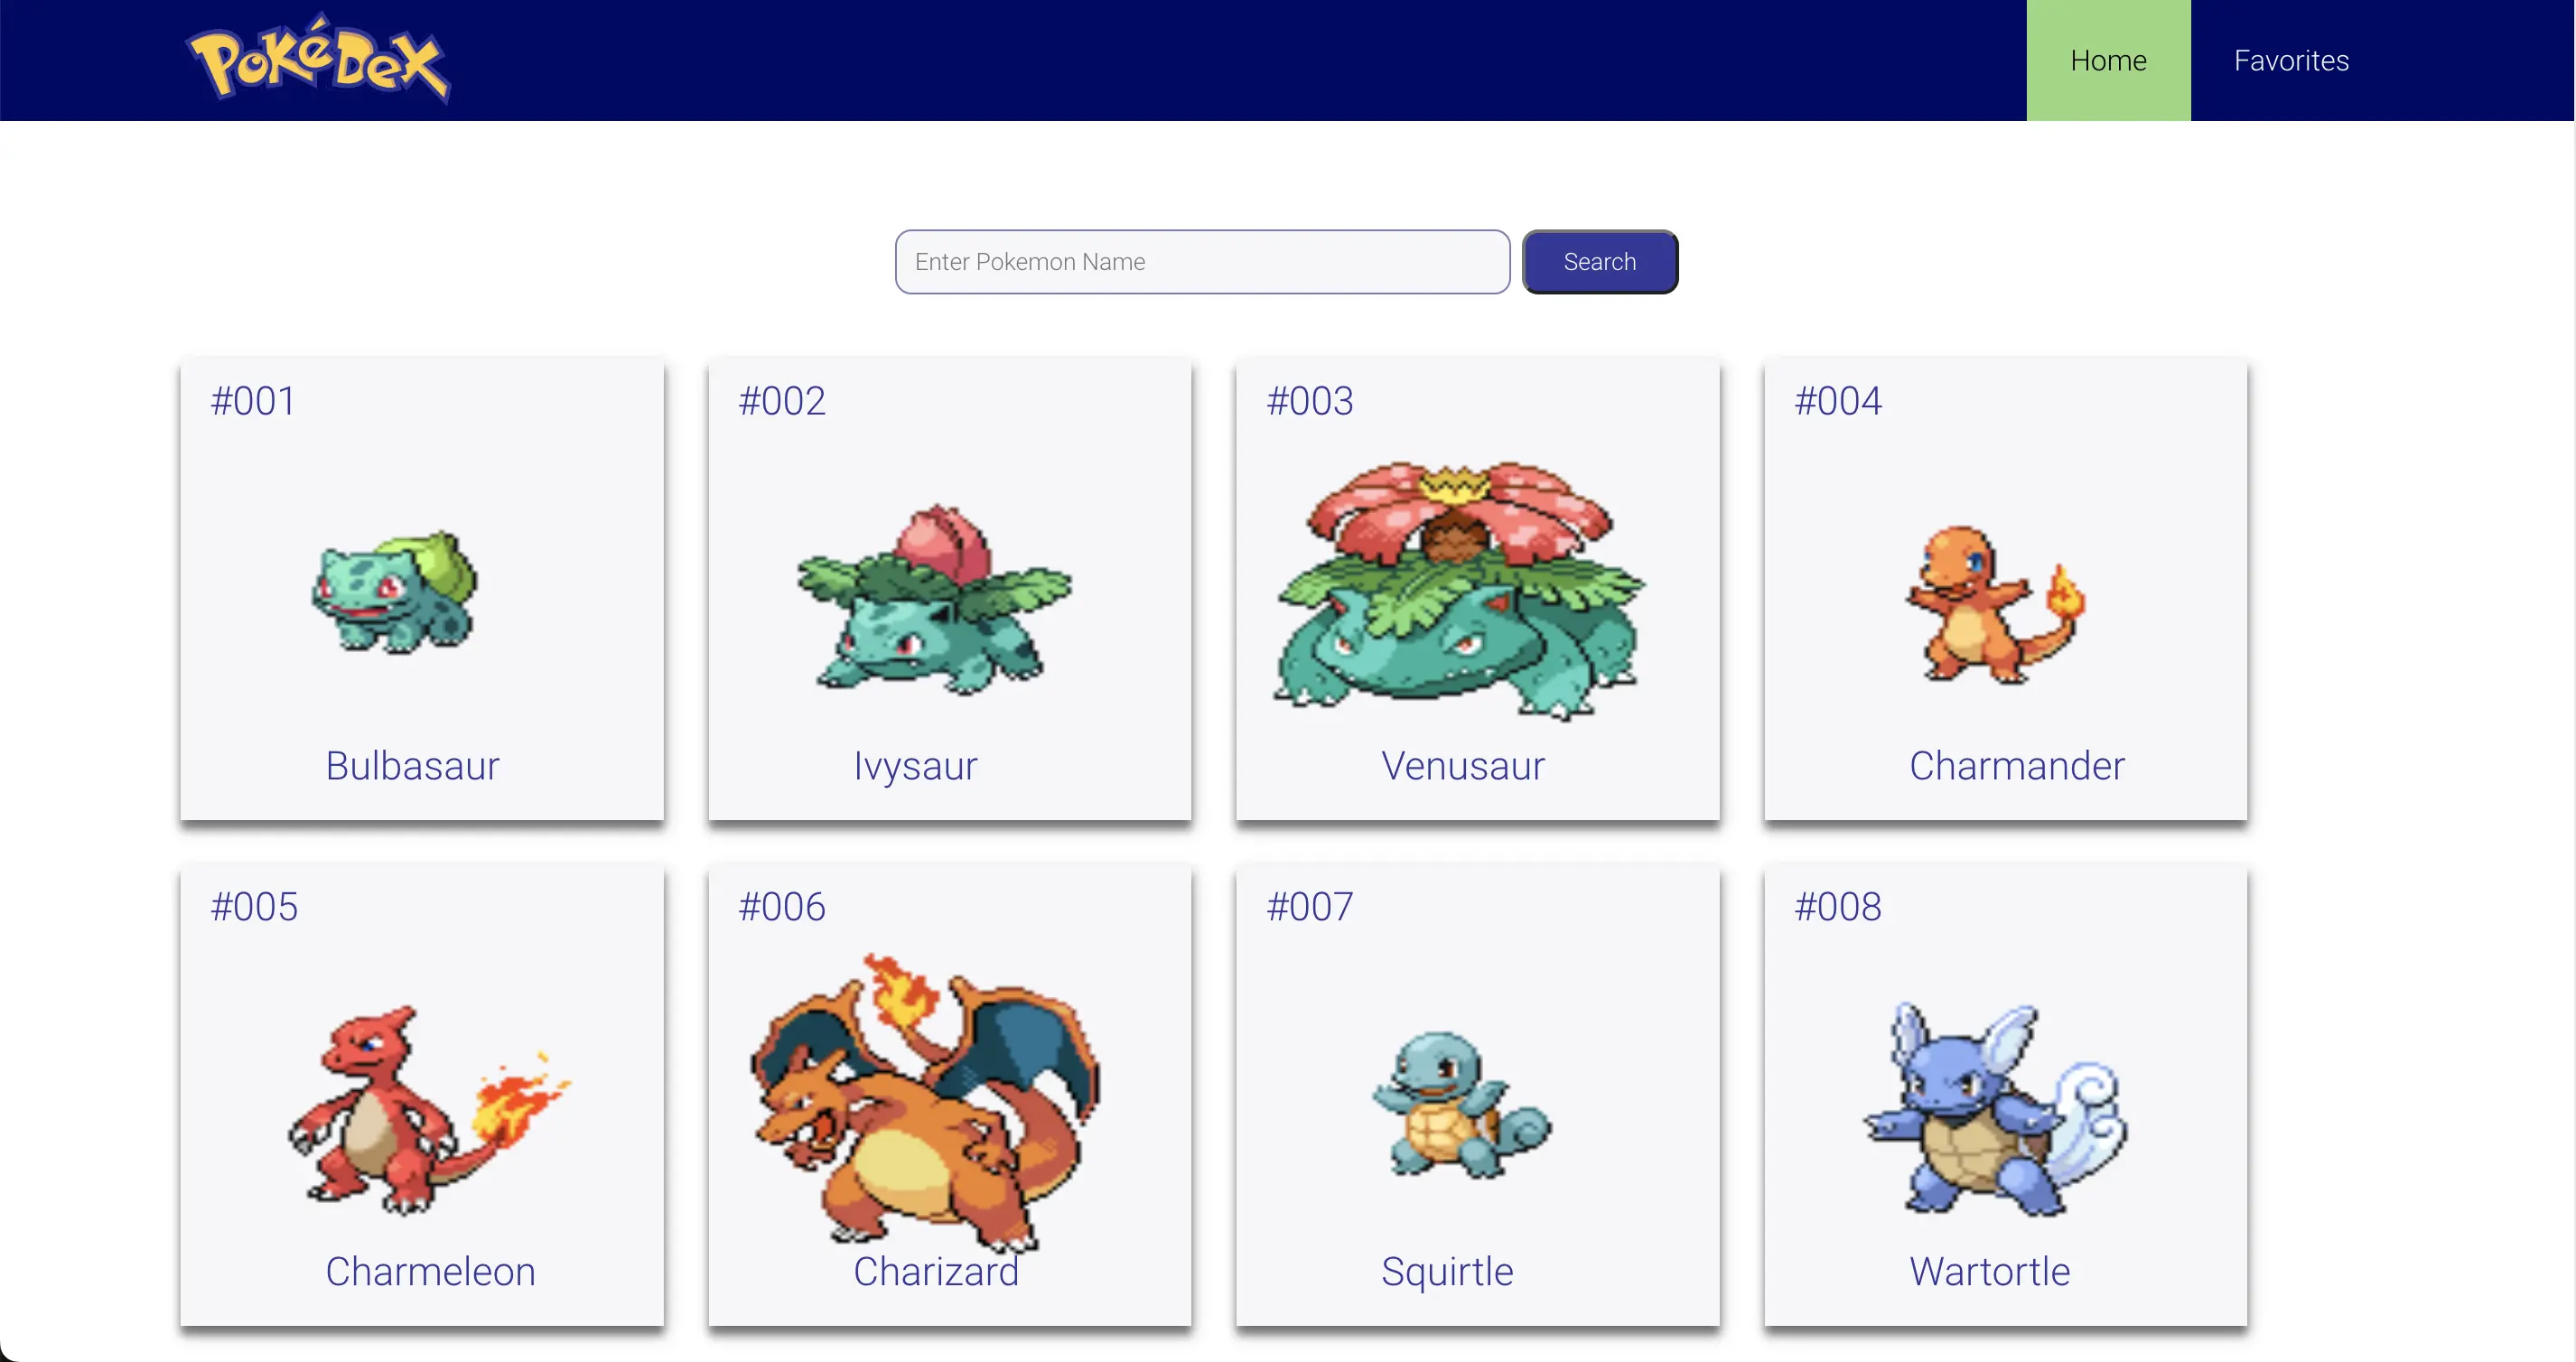 PokéDex
Home
Favorites
Enter Pokemon Name
Search
#001
#002
#003
#004
Bulbasaur
Ivysaur
Venusaur
Charmander
#005
#006
#007
#008
Charmeleon
Charizard
Squirtle
Wartortle